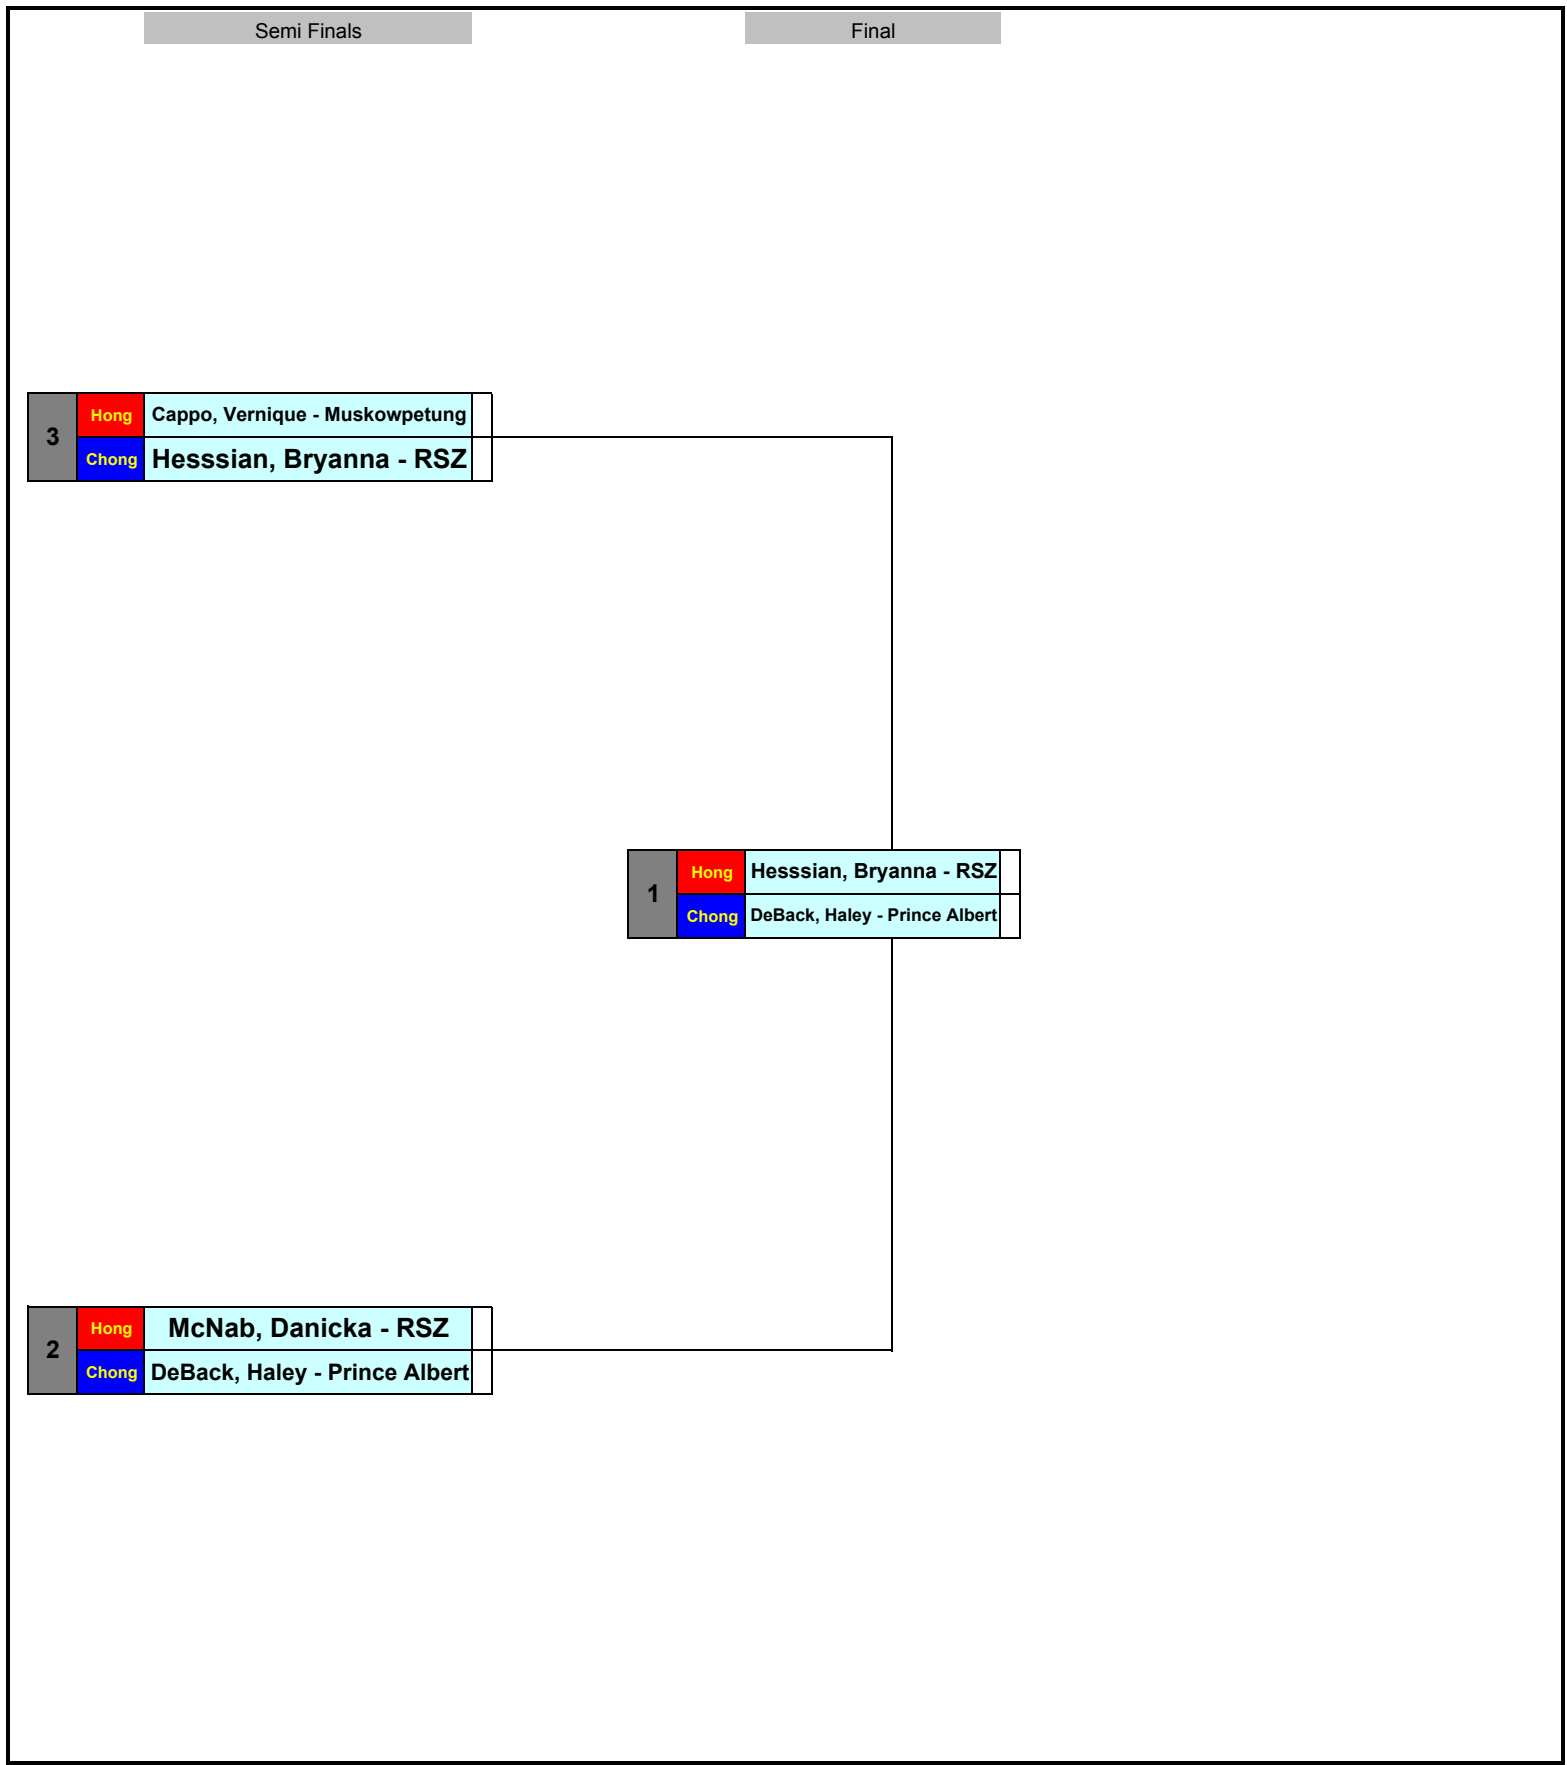 Semi Finals
Final
3
Hong
Cappo, Vernique - Muskowpetung
Chong
Hesssian, Bryanna - RSZ
1
Hong
Hesssian, Bryanna - RSZ
Chong
DeBack, Haley - Prince Albert
2
Hong
McNab, Danicka - RSZ
Chong
DeBack, Haley - Prince Albert